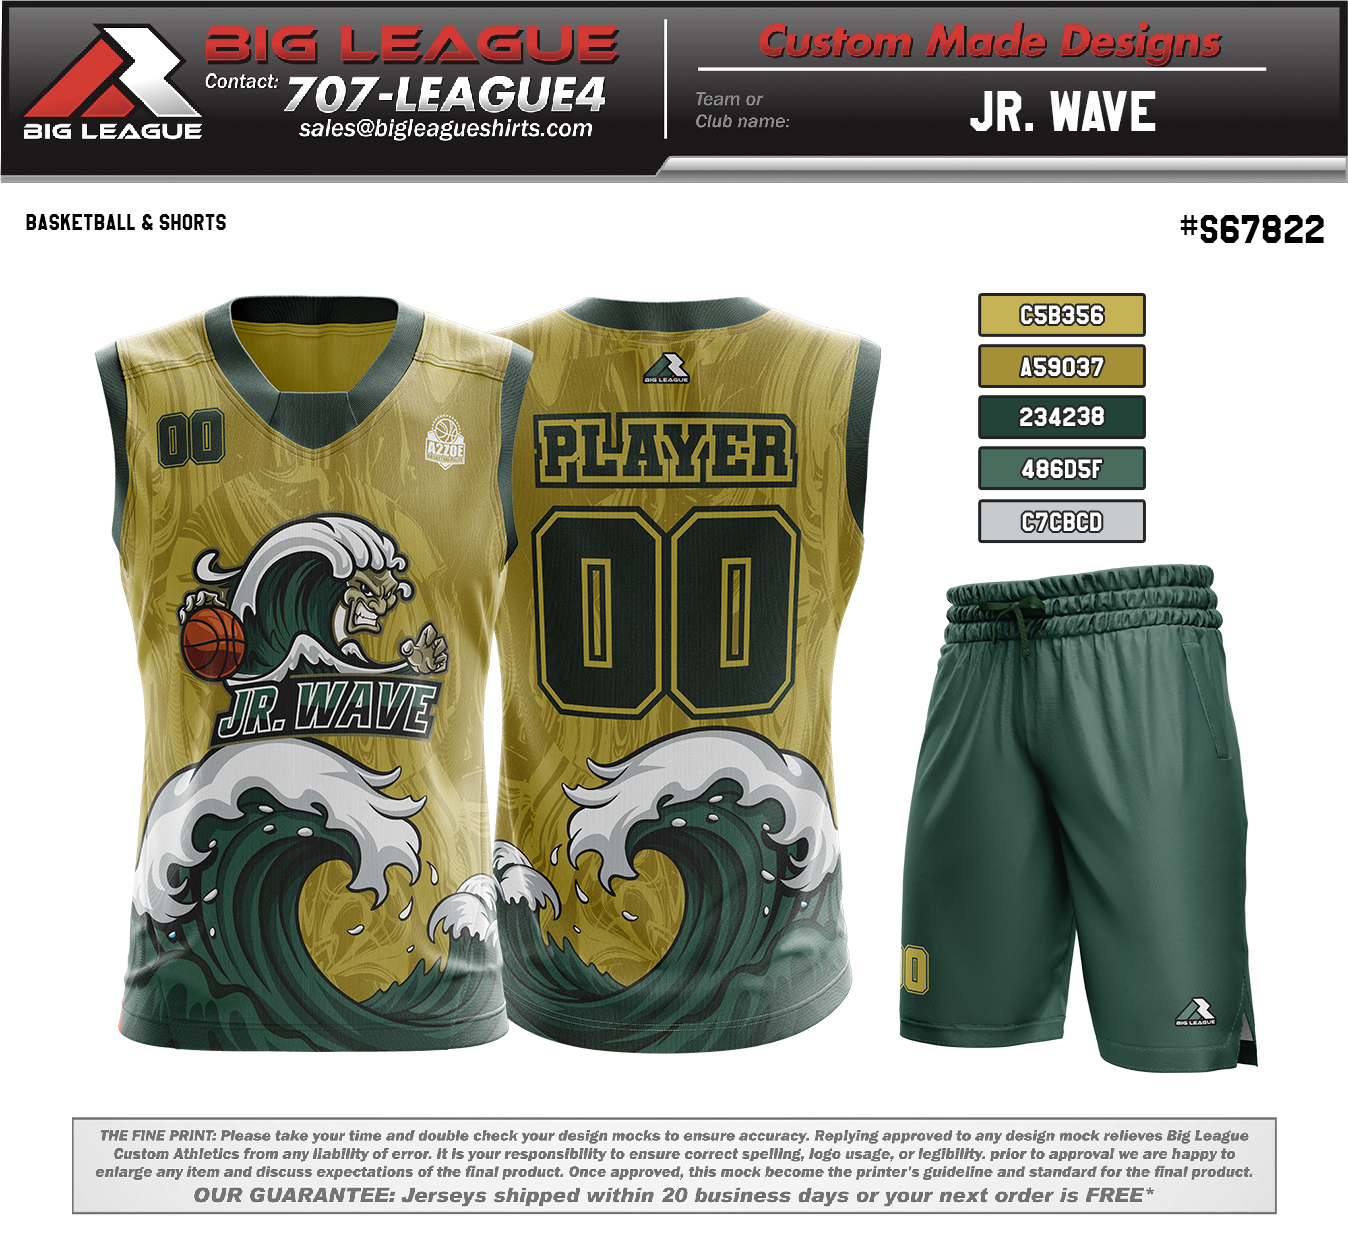 BIG LEAGUE
BIG LEAGUE
Contact: 707-LEAGUE4
sales@bigleagueshirts.com
Custom Made Designs
Team or
Club name:
JR. WAVE
BASKETBALL & SHORTS
#S67822
00
A2ZOE
JR. WAVE
BIG LEAGUE
PLAYER
00
C5B356
A59037
234238
486D5F
C7CBCD
00
BIG LEAGUE
THE FINE PRINT: Please take your time and double check your design mocks to ensure accuracy. Replying approved to any design mock relieves Big League
Custom Athletics from any liability of error. It is your responsibility to ensure correct spelling, logo usage, or legibility. prior to approval we are happy to
enlarge any item and discuss expectations of the final product. Once approved, this mock become the printer's guideline and standard for the final product.
OUR GUARANTEE: Jerseys shipped within 20 business days or your next order is FREE*